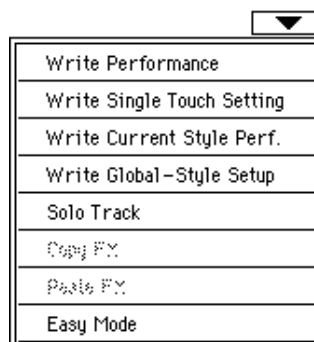 Write Performance
Write Single Touch Setting
Write Current Style Perf.
Write Global-Style Setup
Solo Track
Copy FX
Paste FX
Easy Mode